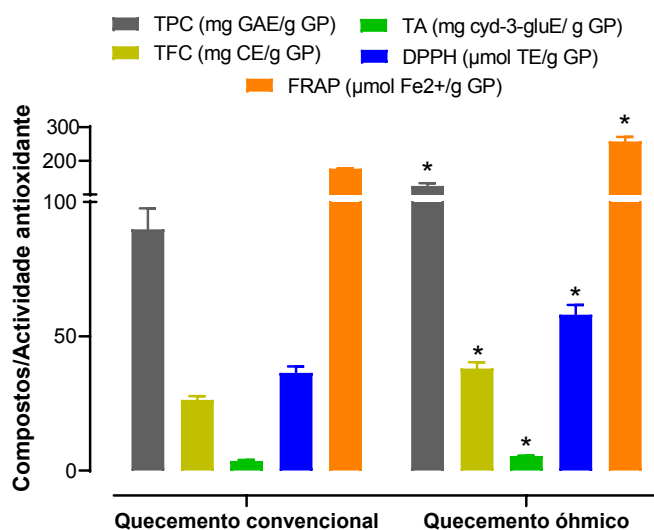 TPC (mg GAE/g GP)
TA (mg cyd-3-gluE/ g GP)
TFC (mg CE/g GP)
DPPH (µmol TE/g GP)
FRAP (µmol Fe2+/g GP)
Compostos/Actividade antioxidante
300
200
100
50
0
*
*
*
*
*
Quecemento convencional
Quecemento óhmico